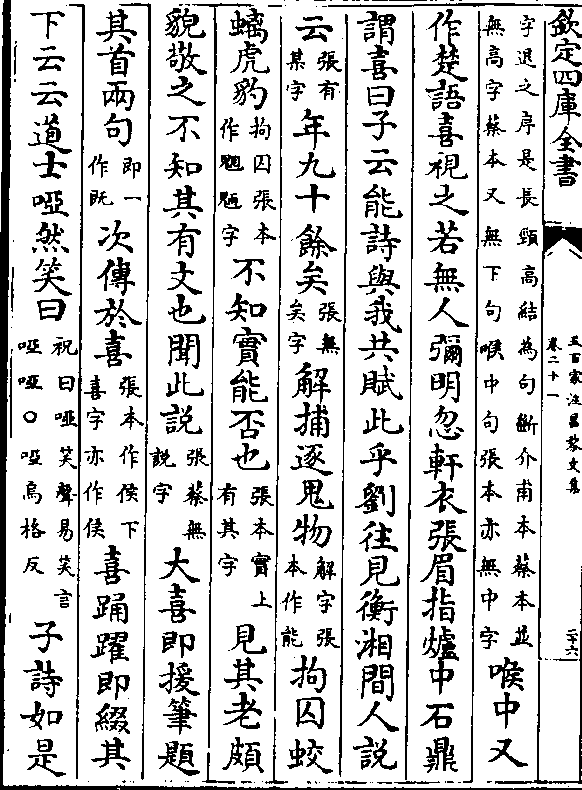 欽定四庫全書
五百家注昌黎文集
卷二十一
二十六
字退之序是長頸高結為句斷介甫本蔡本並
無高字蔡本又無下句喉中句張本亦無中字
喉中又
作楚語喜視之若無人彌明忽軒衣張眉指爐中石鼎
謂喜曰子云能詩與我共賦此乎劉往見衡湘間人說
云張有某字年九十餘矣張無矣字解捕逐鬼物解字張本作能拘囚蛟
螭虎豹拘囚張本作魍魎字不知實能否也張本實上有其字見其老頗
貌敬之不知其有文也聞此說張蔡無說字大喜即援筆題
其首兩句即一作既次傳於喜張本作侯下喜字亦作侯喜踊躍即綴其
下云云道士啞然笑曰祝曰啞笑聲易笑言啞啞○啞烏格反子詩如是